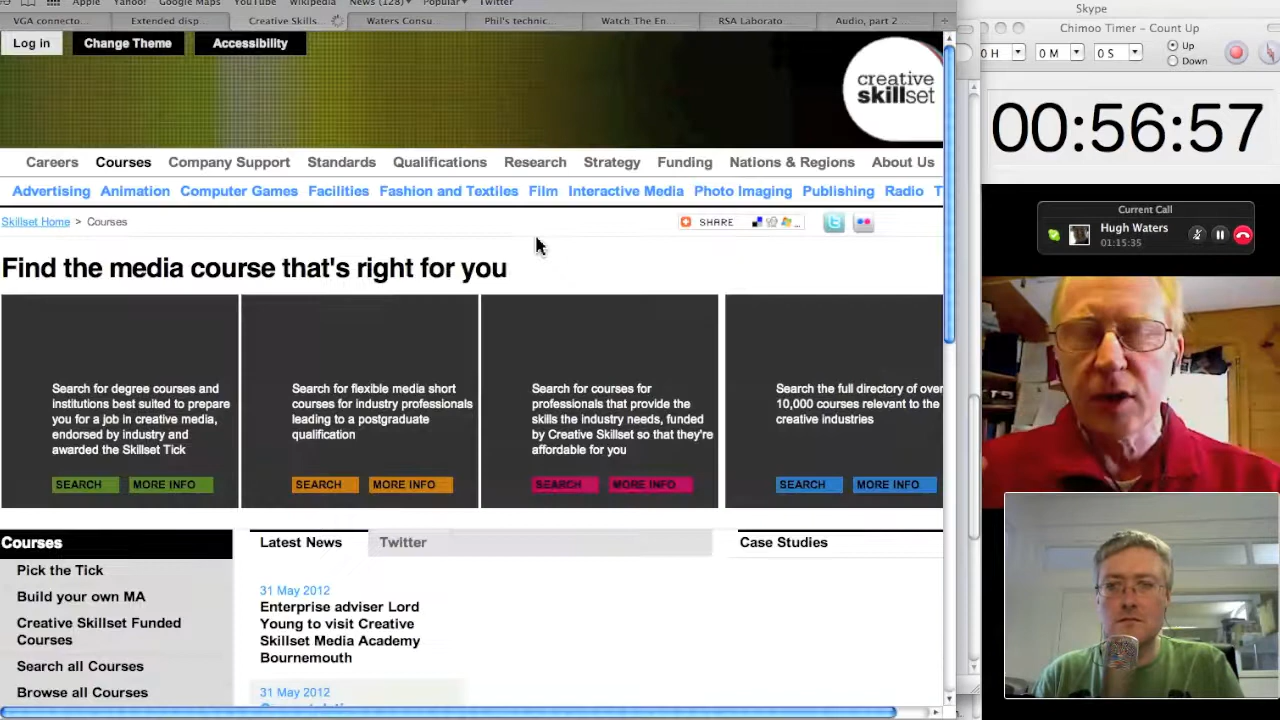 Apple Yahoo! Google Maps YouTube Wikipedia News (128) Popular Twitter
Skype
VGA connecto... Extended disp... Creative Skills... Waters Consu... Phil's technic... Watch The En... RSA Laborato... Audio, part 2...
Chimoo Timer – Count Up
Log in Change Theme Accessibility
0 H 0 M 0 S Up
Down
creative
skillset
00:56:57
Careers Courses Company Support Standards Qualifications Research Strategy Funding Nations & Regions About Us
Advertising Animation Computer Games Facilities Fashion and Textiles Film Interactive Media Photo Imaging Publishing Radio T
Current Call
Hugh Waters
01:15:35
Skillset Home > Courses
SHARE
Find the media course that's right for you
Search for degree courses and
institutions best suited to prepare
you for a job in creative media,
endorsed by industry and
awarded the Skillset Tick
SEARCH MORE INFO
Search for flexible media short
courses for industry professionals
leading to a postgraduate
qualification
SEARCH MORE INFO
Search for courses for
professionals that provide the
skills the industry needs, funded
by Creative Skillset so that they're
affordable for you
SEARCH MORE INFO
Search the full directory of over
10,000 courses relevant to the
creative industries
SEARCH MORE INFO
Courses
Pick the Tick
Build your own MA
Creative Skillset Funded
Courses
Search all Courses
Browse all Courses
Latest News Twitter
31 May 2012
Enterprise adviser Lord
Young to visit Creative
Skillset Media Academy
Bournemouth
31 May 2012
Case Studies